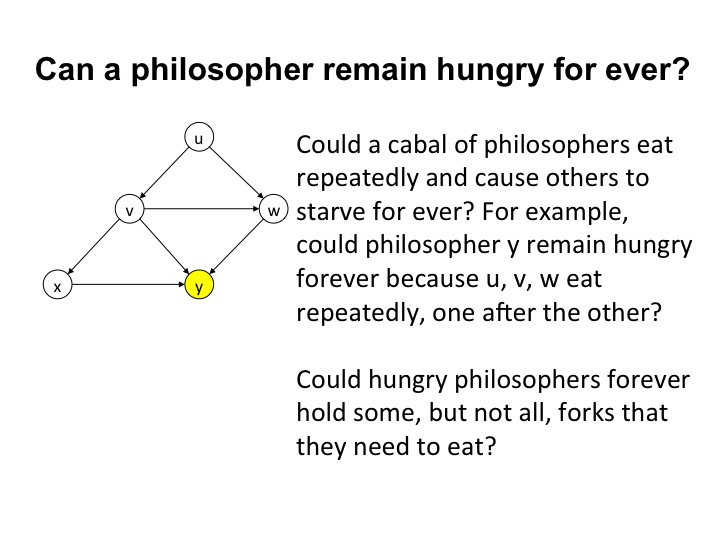 Can a philosopher remain hungry for ever?
u
Could a cabal of philosophers eat
repeatedly and cause others to
v
w
starve for ever? For example,
could philosopher y remain hungry
x
y
forever because u, v, w eat
repeatedly, one after the other?
Could hungry philosophers forever
hold some, but not all, forks that
they need to eat?